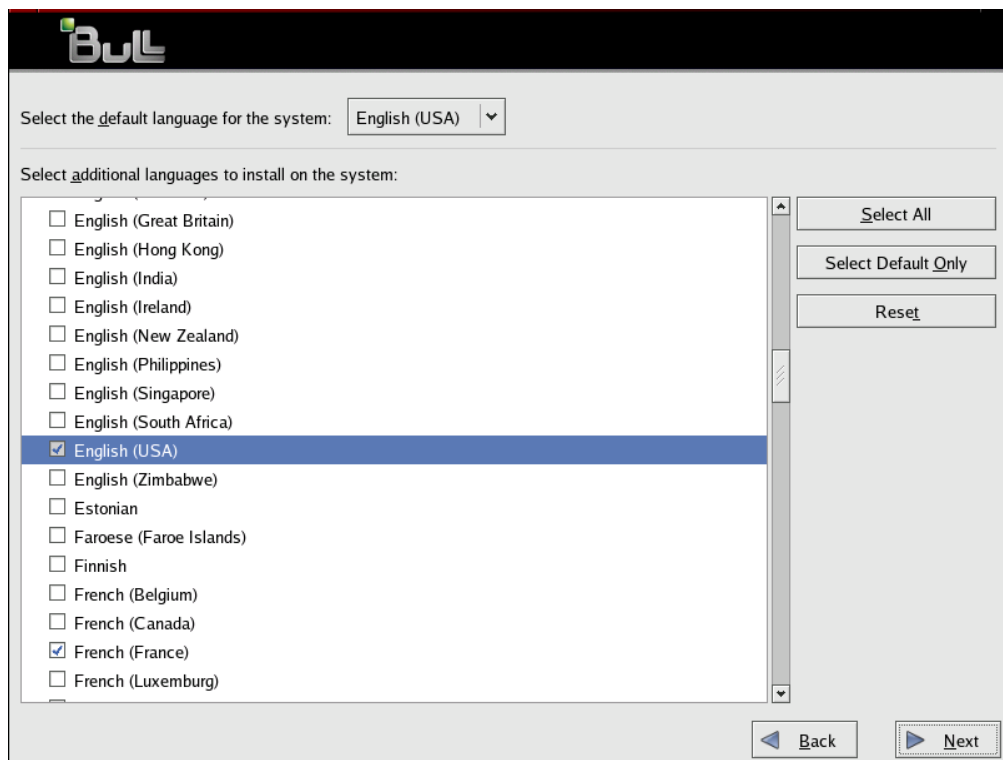 Bull
Select the default language for the system: English (USA)
Select additional languages to install on the system:
English (Great Britain)
English (Hong Kong)
English (India)
English (Ireland)
English (New Zealand)
English (Philippines)
English (Singapore)
English (South Africa)
English (USA)
English (Zimbabwe)
Estonian
Faroese (Faroe Islands)
Finnish
French (Belgium)
French (Canada)
French (France)
French (Luxemburg)
Select All
Select Default Only
Reset
Back
Next